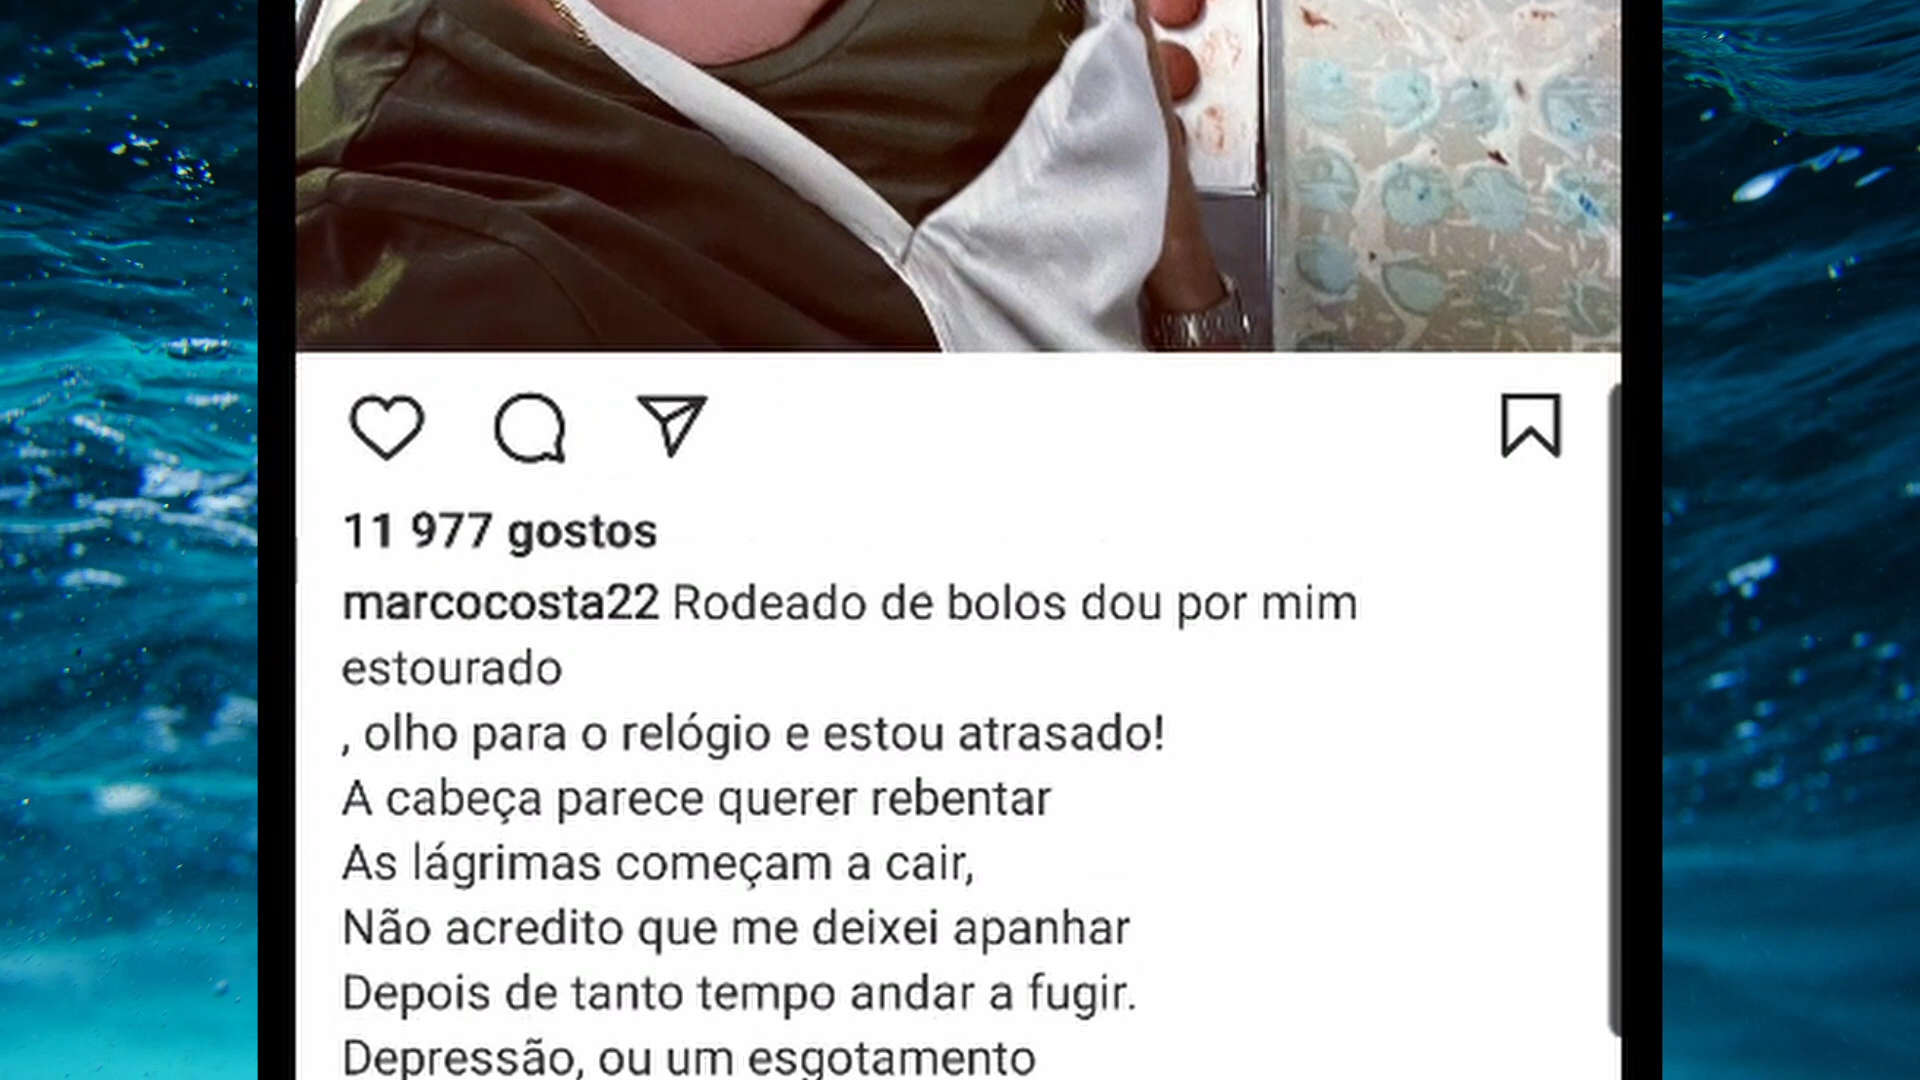 11 977 gostos
marcocosta22 Rodeado de bolos dou por mim
estourado
, olho para o relógio e estou atrasado!
A cabeça parece querer rebentar
As lágrimas começam a cair,
Não acredito que me deixei apanhar
Depois de tanto tempo andar a fugir.
Depressão, ou um esgotamento